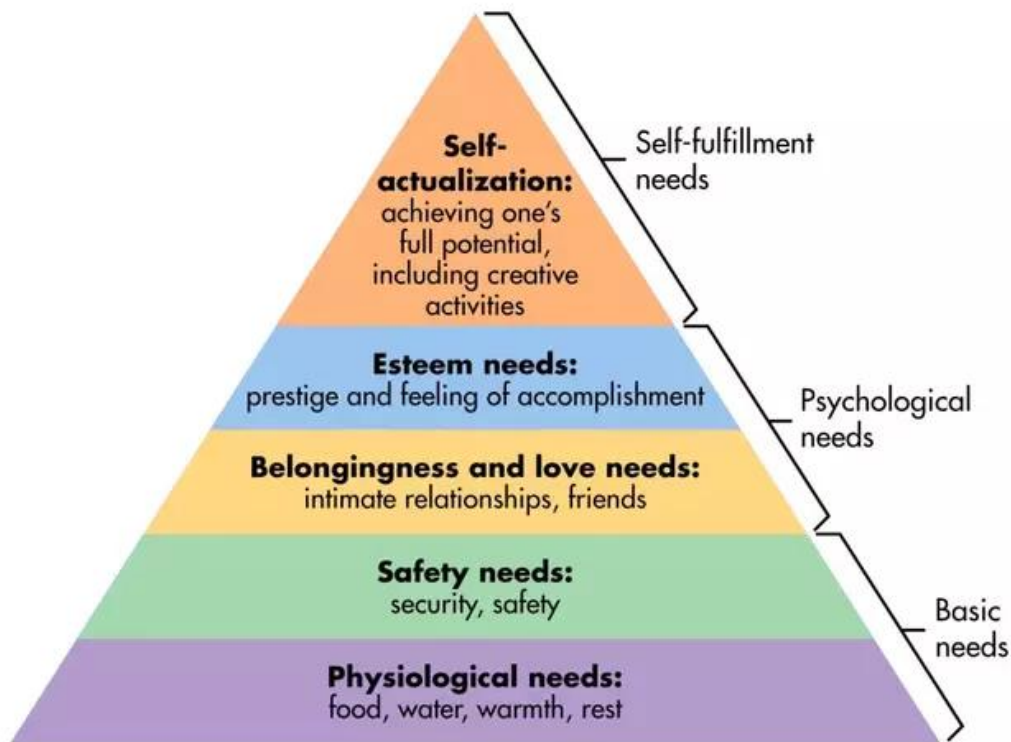 Self-
actualization:
achieving one's
full potential,
including creative
activities
Self-fulfillment
needs
Esteem needs:
prestige and feeling of accomplishment
Psychological
needs
Belongingness and love needs:
intimate relationships, friends
Safety needs:
security, safety
Basic
needs
Physiological needs:
food, water, warmth, rest